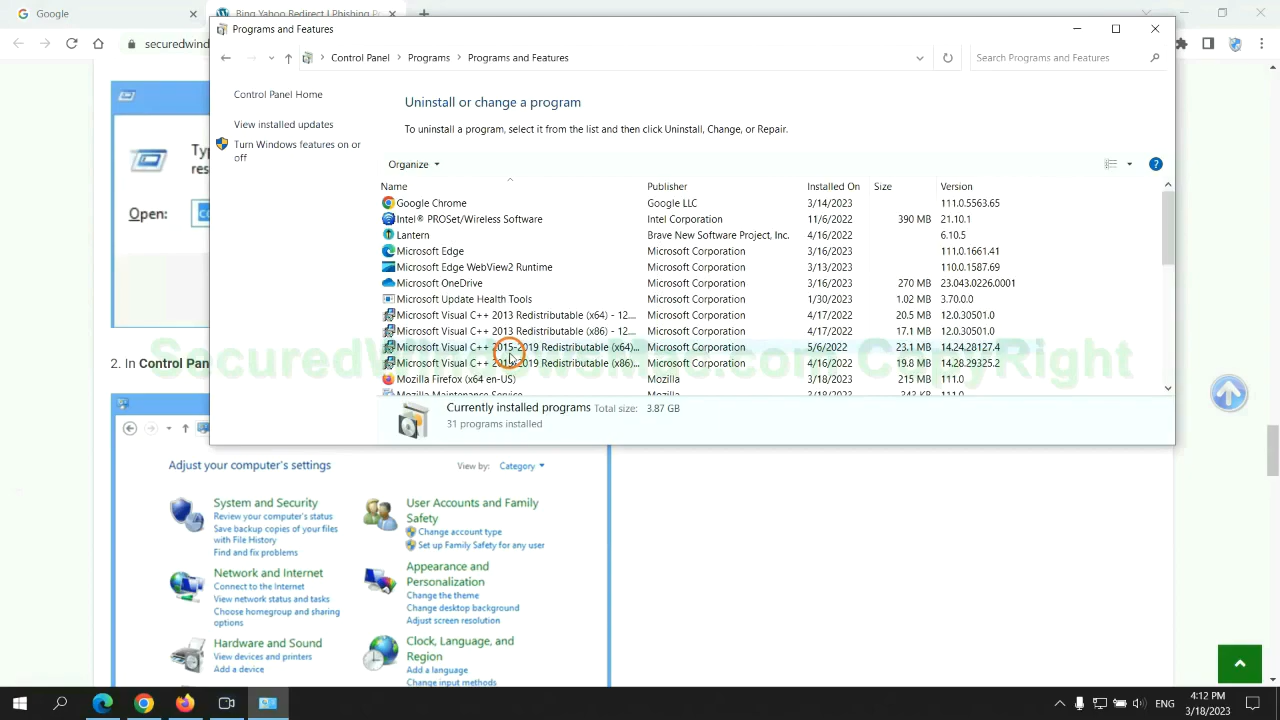 Google
Bing Yahoo Redirect | Phishing Pr
securedwind
Programs and Features
Control Panel
Programs
Programs and Features
Search Programs and Features
Control Panel Home
View installed updates
Turn Windows features on or
off
Uninstall or change a program
To uninstall a program, select it from the list and then click Uninstall, Change, or Repair.
Organize
Name Publisher Installed On Size Version
Google Chrome Google LLC 3/14/2023 111.0.5563.65
Intel® PROSet/Wireless Software Intel Corporation 11/6/2022 390 MB 21.10.1
Lantern Brave New Software Project, Inc. 4/16/2022 6.10.5
Microsoft Edge Microsoft Corporation 3/16/2023 111.0.1661.41
Microsoft Edge WebView2 Runtime Microsoft Corporation 3/13/2023 110.0.1587.69
Microsoft OneDrive Microsoft Corporation 3/16/2023 270 MB 23.043.0226.0001
Microsoft Update Health Tools Microsoft Corporation 1/30/2023 1.02 MB 3.70.0.0
Microsoft Visual C++ 2013 Redistributable (x64) - 12.... Microsoft Corporation 4/17/2022 20.5 MB 12.0.30501.0
Microsoft Visual C++ 2013 Redistributable (x86) - 12.... Microsoft Corporation 4/17/2022 17.1 MB 12.0.30501.0
Microsoft Visual C++ 2015-2019 Redistributable (x64)... Microsoft Corporation 5/6/2022 23.1 MB 14.24.28127.4
Microsoft Visual C++ 2015-2019 Redistributable (x86)... Microsoft Corporation 4/16/2022 19.8 MB 14.28.29325.2
Mozilla Firefox (x64 en-US) Mozilla 3/18/2023 215 MB 111.0
Mozilla Maintenance Service Mozilla 3/18/2023 343 KB 111.0
Currently installed programs Total size: 3.87 GB
31 programs installed
Ty
res
Open:
2. In Control Pan
Adjust your computer's settings
View by: Category
System and Security
Review your computer's status
Save backup copies of your files
with File History
Find and fix problems
Network and Internet
Connect to the Internet
View network status and tasks
Choose homegroup and sharing
options
Hardware and Sound
View devices and printers
Add a device
User Accounts and Family
Safety
Change account type
Set up Family Safety for any user
Appearance and
Personalization
Change the theme
Change desktop background
Adjust screen resolution
Clock, Language, and
Region
Add a language
Change input methods
ENG
4:12 PM
3/18/2023